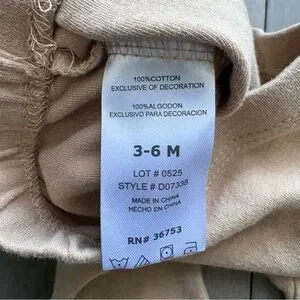 100%COTTON
EXCLUSIVE OF DECORATION
100%ALGODON
EXCLUSIVO PARA DECORACION
3-6 M
LOT # 0525
STYLE # D07338
MADE IN CHINA
HECHO EN CHINA
RN# 36753